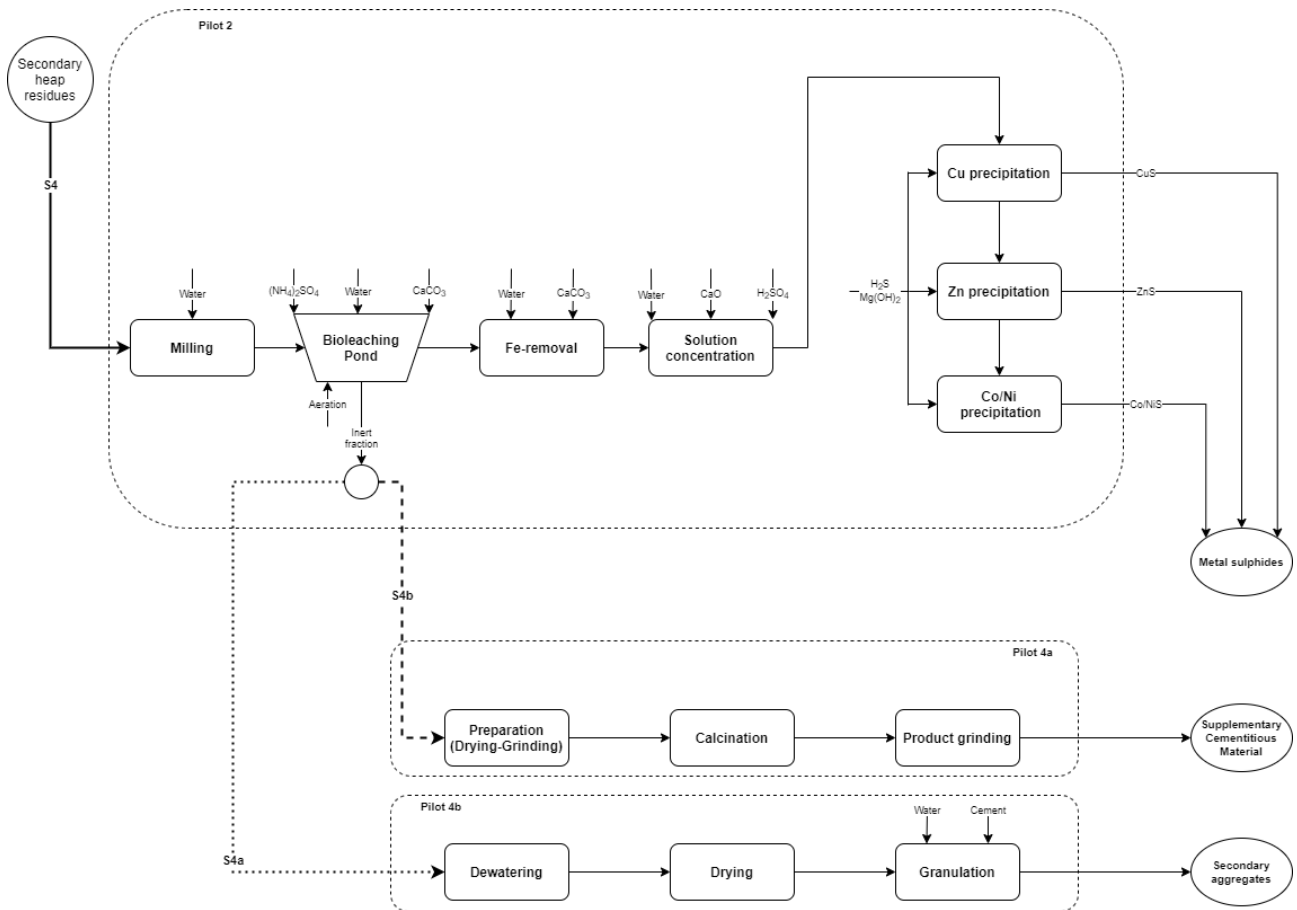 Pilot 2
Secondary
heap
residues
S4
Water
(NH₄)₂SO₄
Water
CaCO₃
Water
CaCO₃
Water
CaO
H₂SO₄
Milling
Bioleaching
Pond
Fe-removal
Solution
concentration
Aeration
Inert
fraction
H₂S
Mg(OH)₂
Cu precipitation
CuS
Zn precipitation
ZnS
Co/Ni
precipitation
Co/NiS
Metal sulphides
S4b
Pilot 4a
Preparation
(Drying-Grinding)
Calcination
Product grinding
Supplementary
Cementitious
Material
Pilot 4b
S4a
Water
Cement
Dewatering
Drying
Granulation
Secondary
aggregates